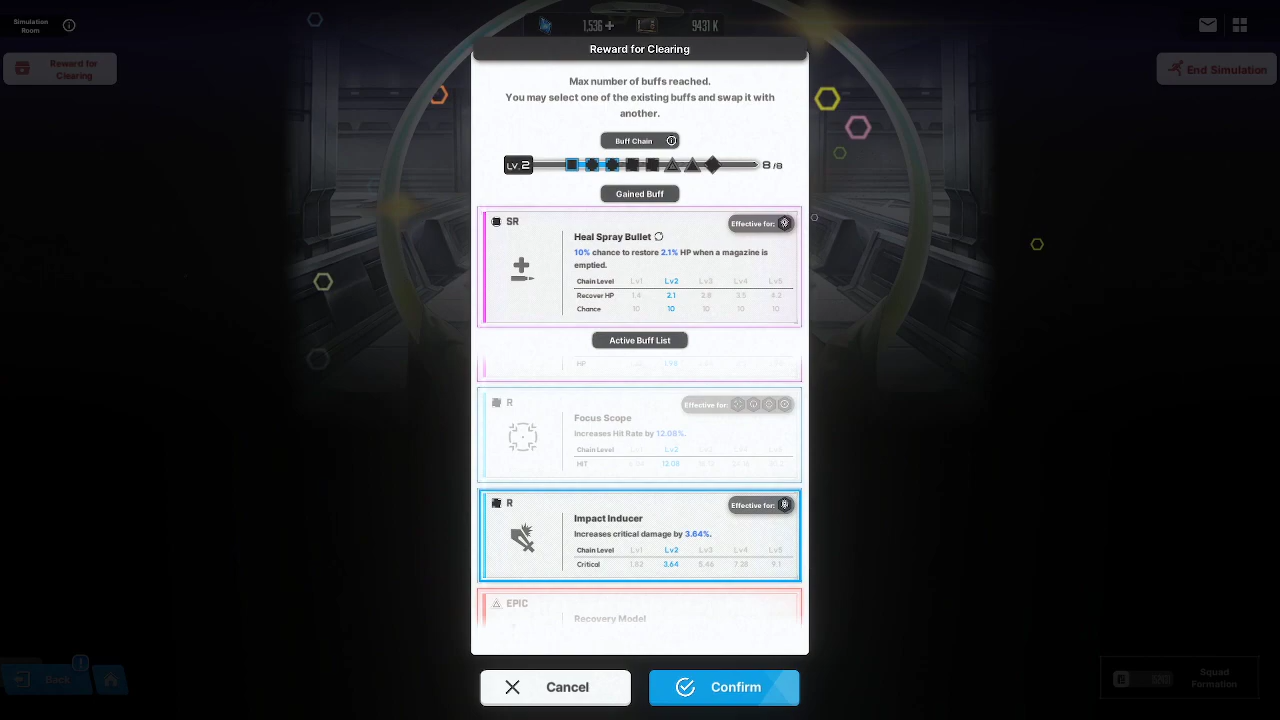 Simulation
Room
1,536
9431 K
Reward for
Clearing
End Simulation
Reward for Clearing
Max number of buffs reached.
You may select one of the existing buffs and swap it with
another.
Buff Chain
LV. 2
8 /8
Gained Buff
SR
Effective for:
Heal Spray Bullet
10% chance to restore 2.1% HP when a magazine is
emptied.
Chain Level Lv1 Lv2 Lv3 Lv4 Lv5
Recover HP 1.4 2.1 2.8 3.5 4.2
Chance 10 10 10 10 10
Active Buff List
HP
R
Effective for:
Focus Scope
Increases Hit Rate by 12.08%.
Chain Level Lv1 Lv2
HIT 12.08
R
Effective for:
Impact Inducer
Increases critical damage by 3.64%.
Chain Level Lv1 Lv2 Lv3 Lv4 Lv5
Critical 1.82 3.64 5.46 7.28 9.1
EPIC
Recovery Model
Back
Squad
Formation
Cancel
Confirm